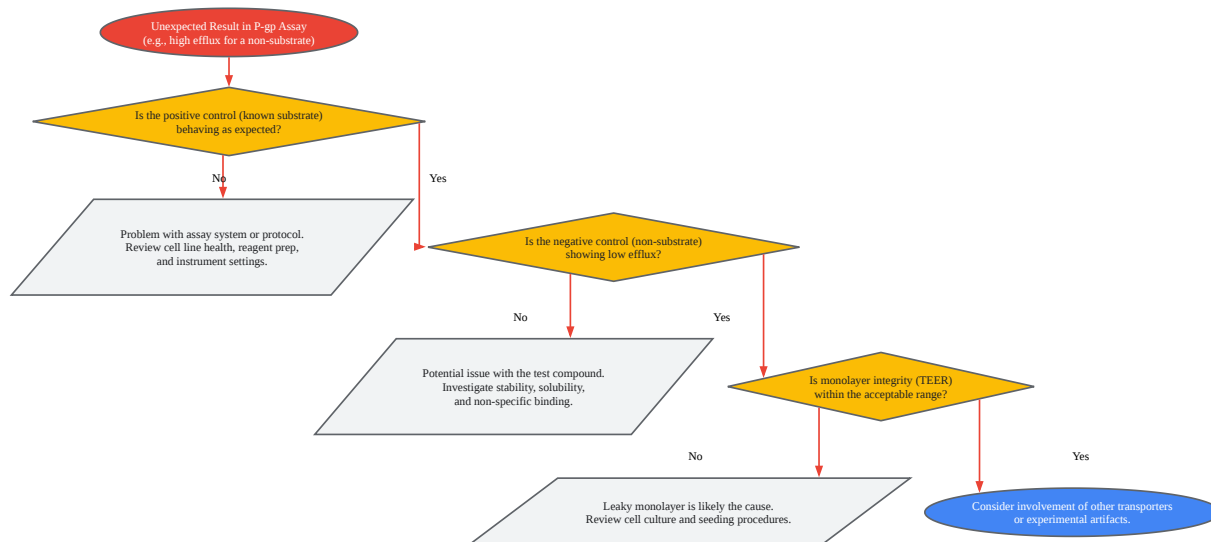 Unexpected Result in P-gp Assay
(e.g., high efflux for a non-substrate)
Is the positive control (known substrate)
behaving as expected?
No
Yes
Problem with assay system or protocol.
Review cell line health, reagent prep,
and instrument settings.
Is the negative control (non-substrate)
showing low efflux?
No
Yes
Potential issue with the test compound.
Investigate stability, solubility,
and non-specific binding.
Is monolayer integrity (TEER)
within the acceptable range?
No
Yes
Leaky monolayer is likely the cause.
Review cell culture and seeding procedures.
Consider involvement of other transporters
or experimental artifacts.